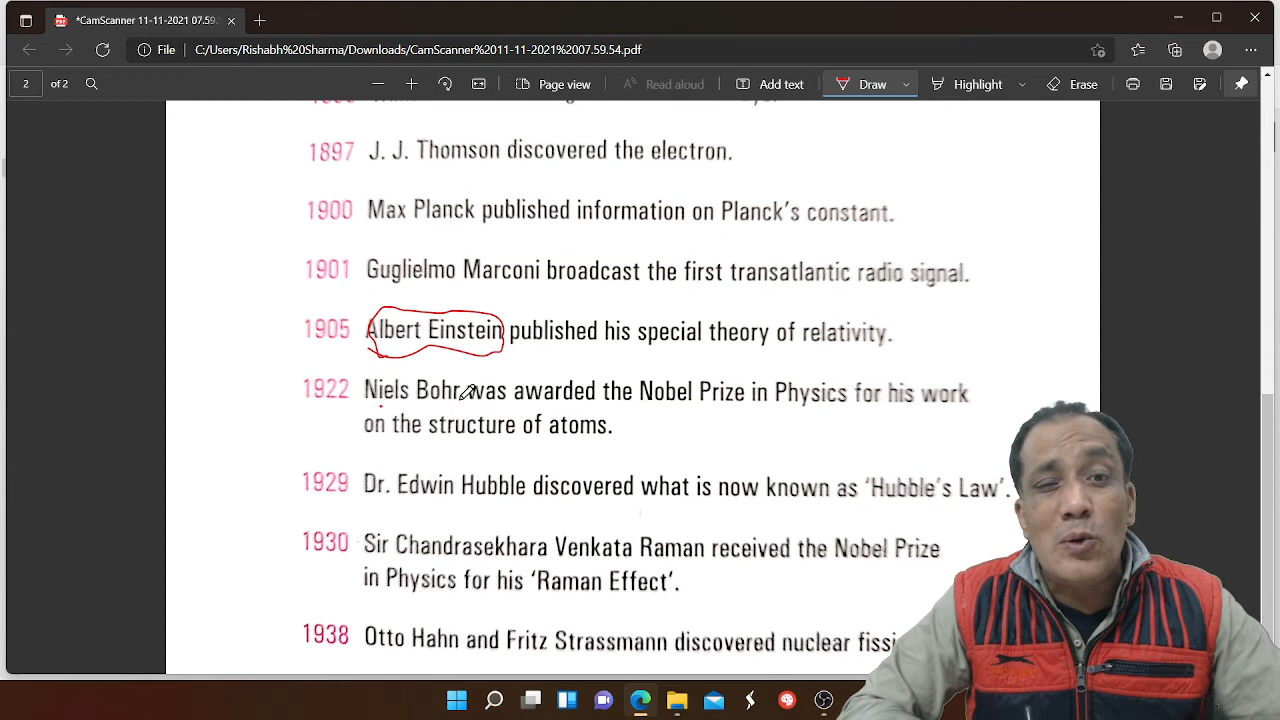 *CamScanner 11-11-2021 07.59.
File C:/Users/Rishabh%20Sharma/Downloads/CamScanner%2011-11-2021%2007.59.54.pdf
2 of 2 Page view Read aloud Add text Draw Highlight Erase
1897 J. J. Thomson discovered the electron.
1900 Max Planck published information on Planck's constant.
1901 Guglielmo Marconi broadcast the first transatlantic radio signal.
1905 Albert Einstein published his special theory of relativity.
1922 Niels Bohr was awarded the Nobel Prize in Physics for his work
on the structure of atoms.
1929 Dr. Edwin Hubble discovered what is now known as 'Hubble's Law'.
1930 Sir Chandrasekhara Venkata Raman received the Nobel Prize
in Physics for his 'Raman Effect'.
1938 Otto Hahn and Fritz Strassmann discovered nuclear fissi